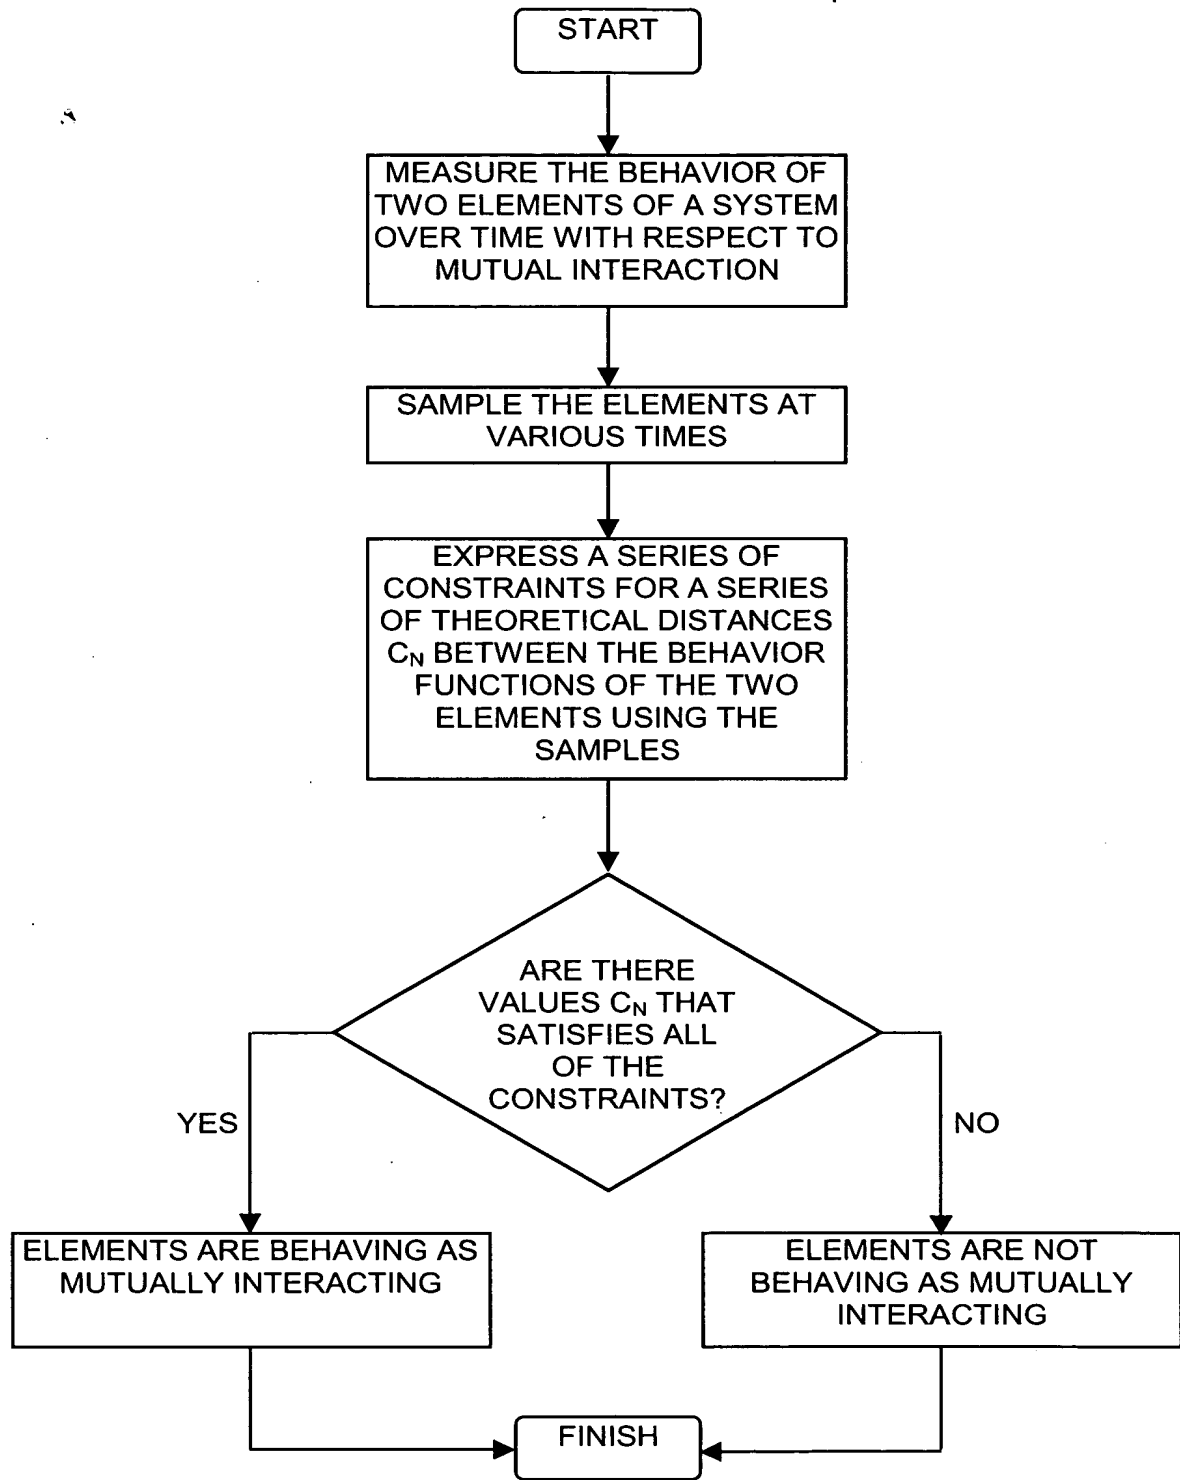 START
MEASURE THE BEHAVIOR OF
TWO ELEMENTS OF A SYSTEM
OVER TIME WITH RESPECT TO
MUTUAL INTERACTION
SAMPLE THE ELEMENTS AT
VARIOUS TIMES
EXPRESS A SERIES OF
CONSTRAINTS FOR A SERIES
OF THEORETICAL DISTANCES
C_N BETWEEN THE BEHAVIOR
FUNCTIONS OF THE TWO
ELEMENTS USING THE
SAMPLES
ARE THERE
VALUES C_N THAT
SATISFIES ALL
OF THE
CONSTRAINTS?
YES
NO
ELEMENTS ARE BEHAVING AS
MUTUALLY INTERACTING
ELEMENTS ARE NOT
BEHAVING AS MUTUALLY
INTERACTING
FINISH